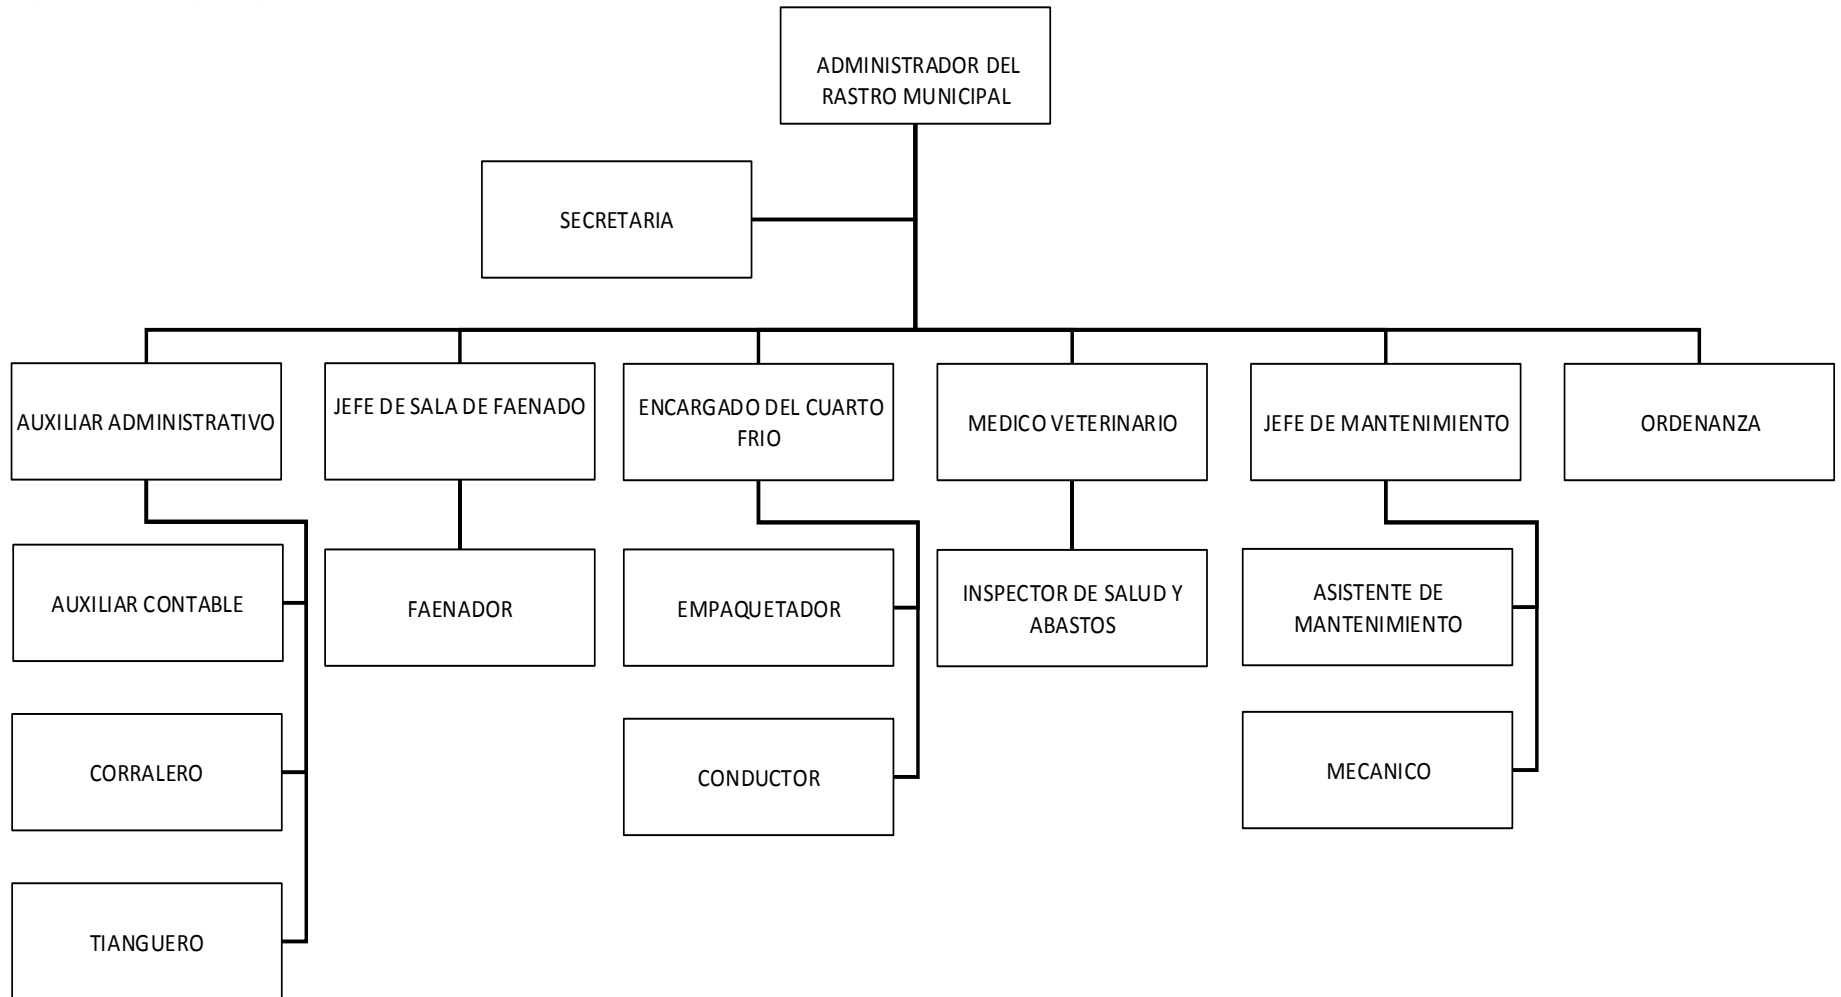 ADMINISTRADOR DEL
RASTRO MUNICIPAL
SECRETARIA
AUXILIAR ADMINISTRATIVO
JEFE DE SALA DE FAENADO
ENCARGADO DEL CUARTO
FRIO
MEDICO VETERINARIO
JEFE DE MANTENIMIENTO
ORDENANZA
AUXILIAR CONTABLE
FAENADOR
EMPAQUETADOR
INSPECTOR DE SALUD Y
ABASTOS
ASISTENTE DE
MANTENIMIENTO
CORRALERO
CONDUCTOR
MECANICO
TIANGUERO